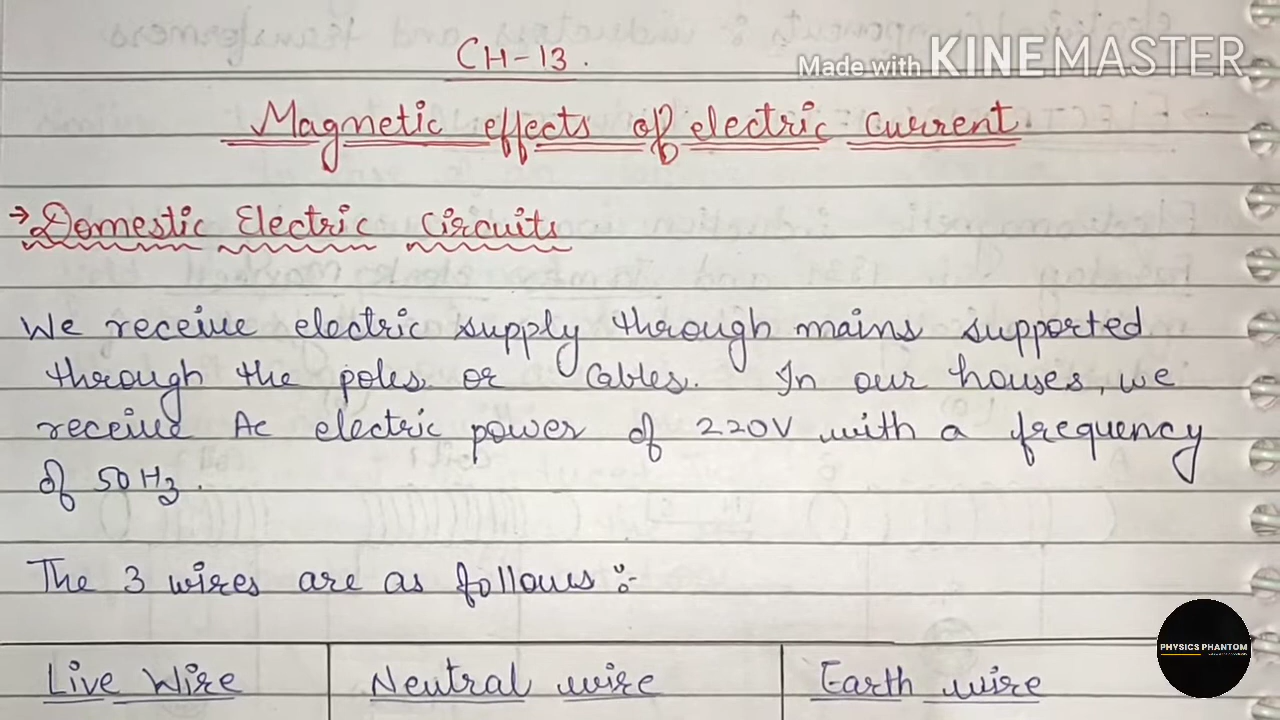 CH-13.
Made with KINEMASTER
Magnetic effects of electric current.
→ Domestic Electric Circuits
We receive electric supply through mains supported
through the poles or cables. In our houses, we
receive AC electric power of 220V with a frequency
of 50Hz.
The 3 wires are as follows :-
PHYSICS PHANTOM
Live Wire Neutral wire Earth wire